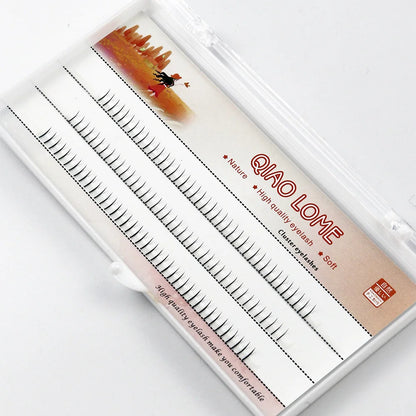 QIAO LOME
★ Nature
★ High quality eyelash
★ Soft
Cluster eyelashes
High quality eyelash make you comfortable